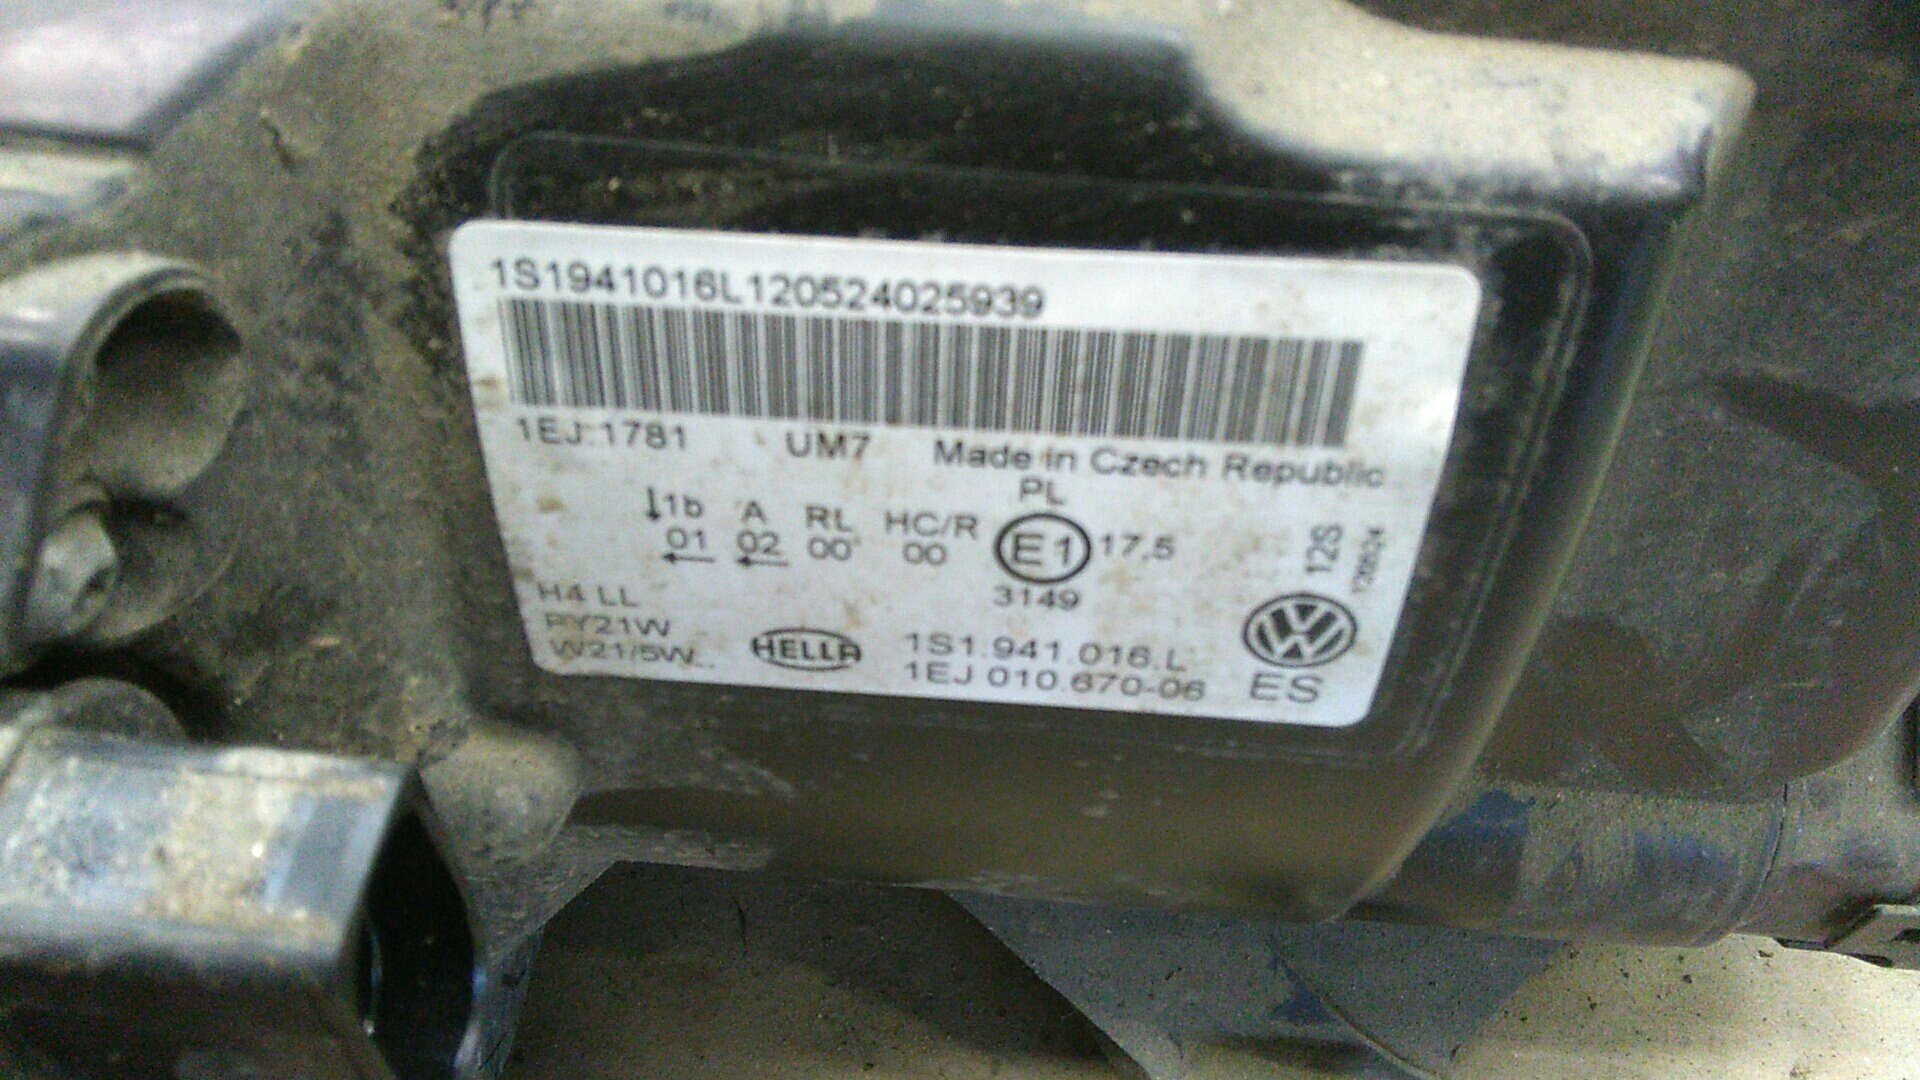 1S1941016L120524025939
1EJ.1781 UM7 Made in Czech Republic
PL
1b A RL HC/R
01 02 00 00 E1 17,5
3149
12S
H4 LL
PY21W
W21/5W
HELLA
1S1.941.016.L
1EJ 010.670-06
VW
ES